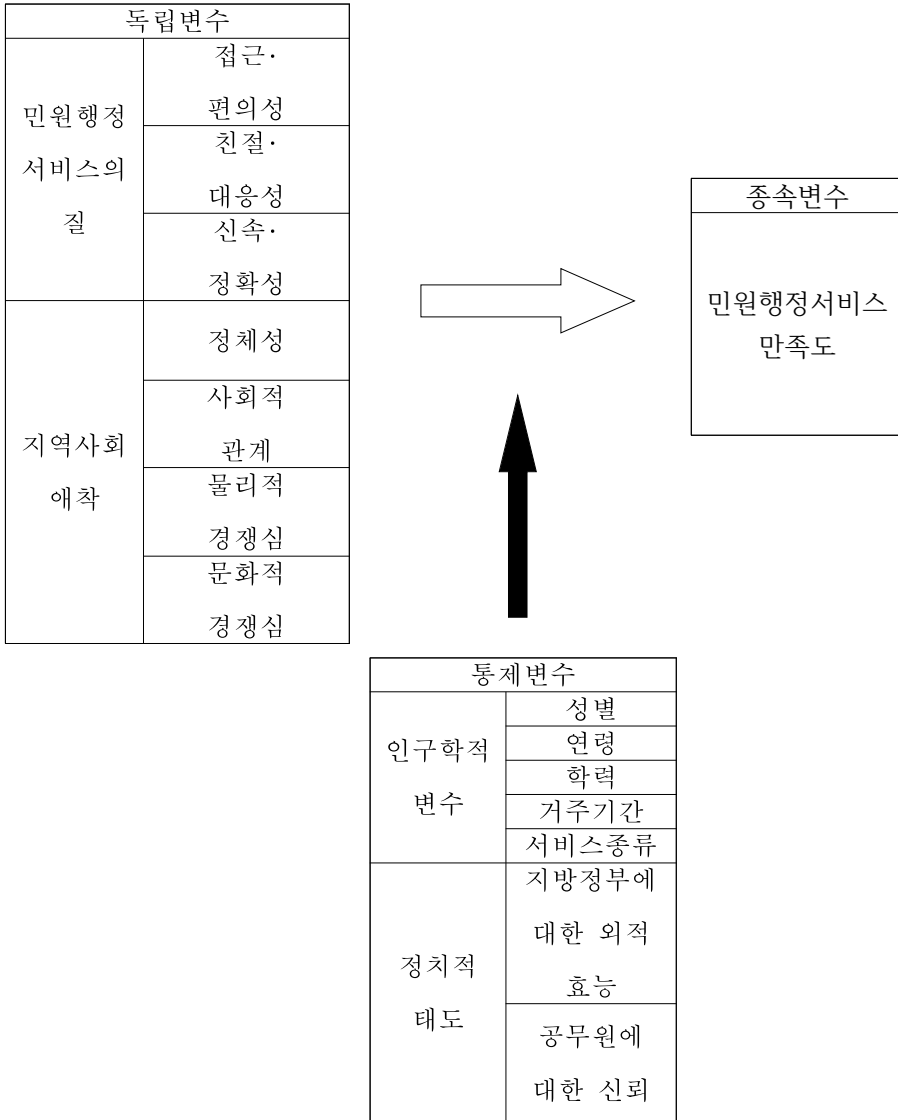 독립변수
민원행정
서비스의
질
접근·
편의성
친절·
대응성
신속·
정확성
지역사회
애착
정체성
사회적
관계
물리적
경쟁심
문화적
경쟁심
종속변수
민원행정서비스
만족도
통제변수
인구학적
변수
성별
연령
학력
거주기간
서비스종류
정치적
태도
지방정부에
대한 외적
효능
공무원에
대한 신뢰